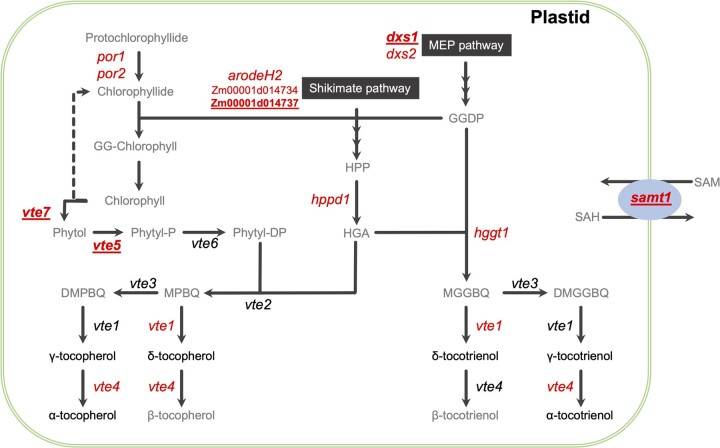 Plastid
Protochlorophyllide
por1
por2
Chlorophyllide
GG-Chlorophyll
Chlorophyll
vte7
Phytol
vte5
Phytyl-P
vte6
Phytyl-DP
arodeH2
Zm00001d014734
Zm00001d014737
Shikimate pathway
dxs1
dxs2
MEP pathway
GGDP
HPP
hppd1
HGA
hggt1
SAM
samt1
SAH
DMPBQ
vte3
MPBQ
vte2
MGGBQ
vte3
DMGGBQ
vte1
vte1
vte1
vte1
γ-tocopherol
δ-tocopherol
δ-tocotrienol
γ-tocotrienol
vte4
vte4
vte4
vte4
α-tocopherol
β-tocopherol
β-tocotrienol
α-tocotrienol